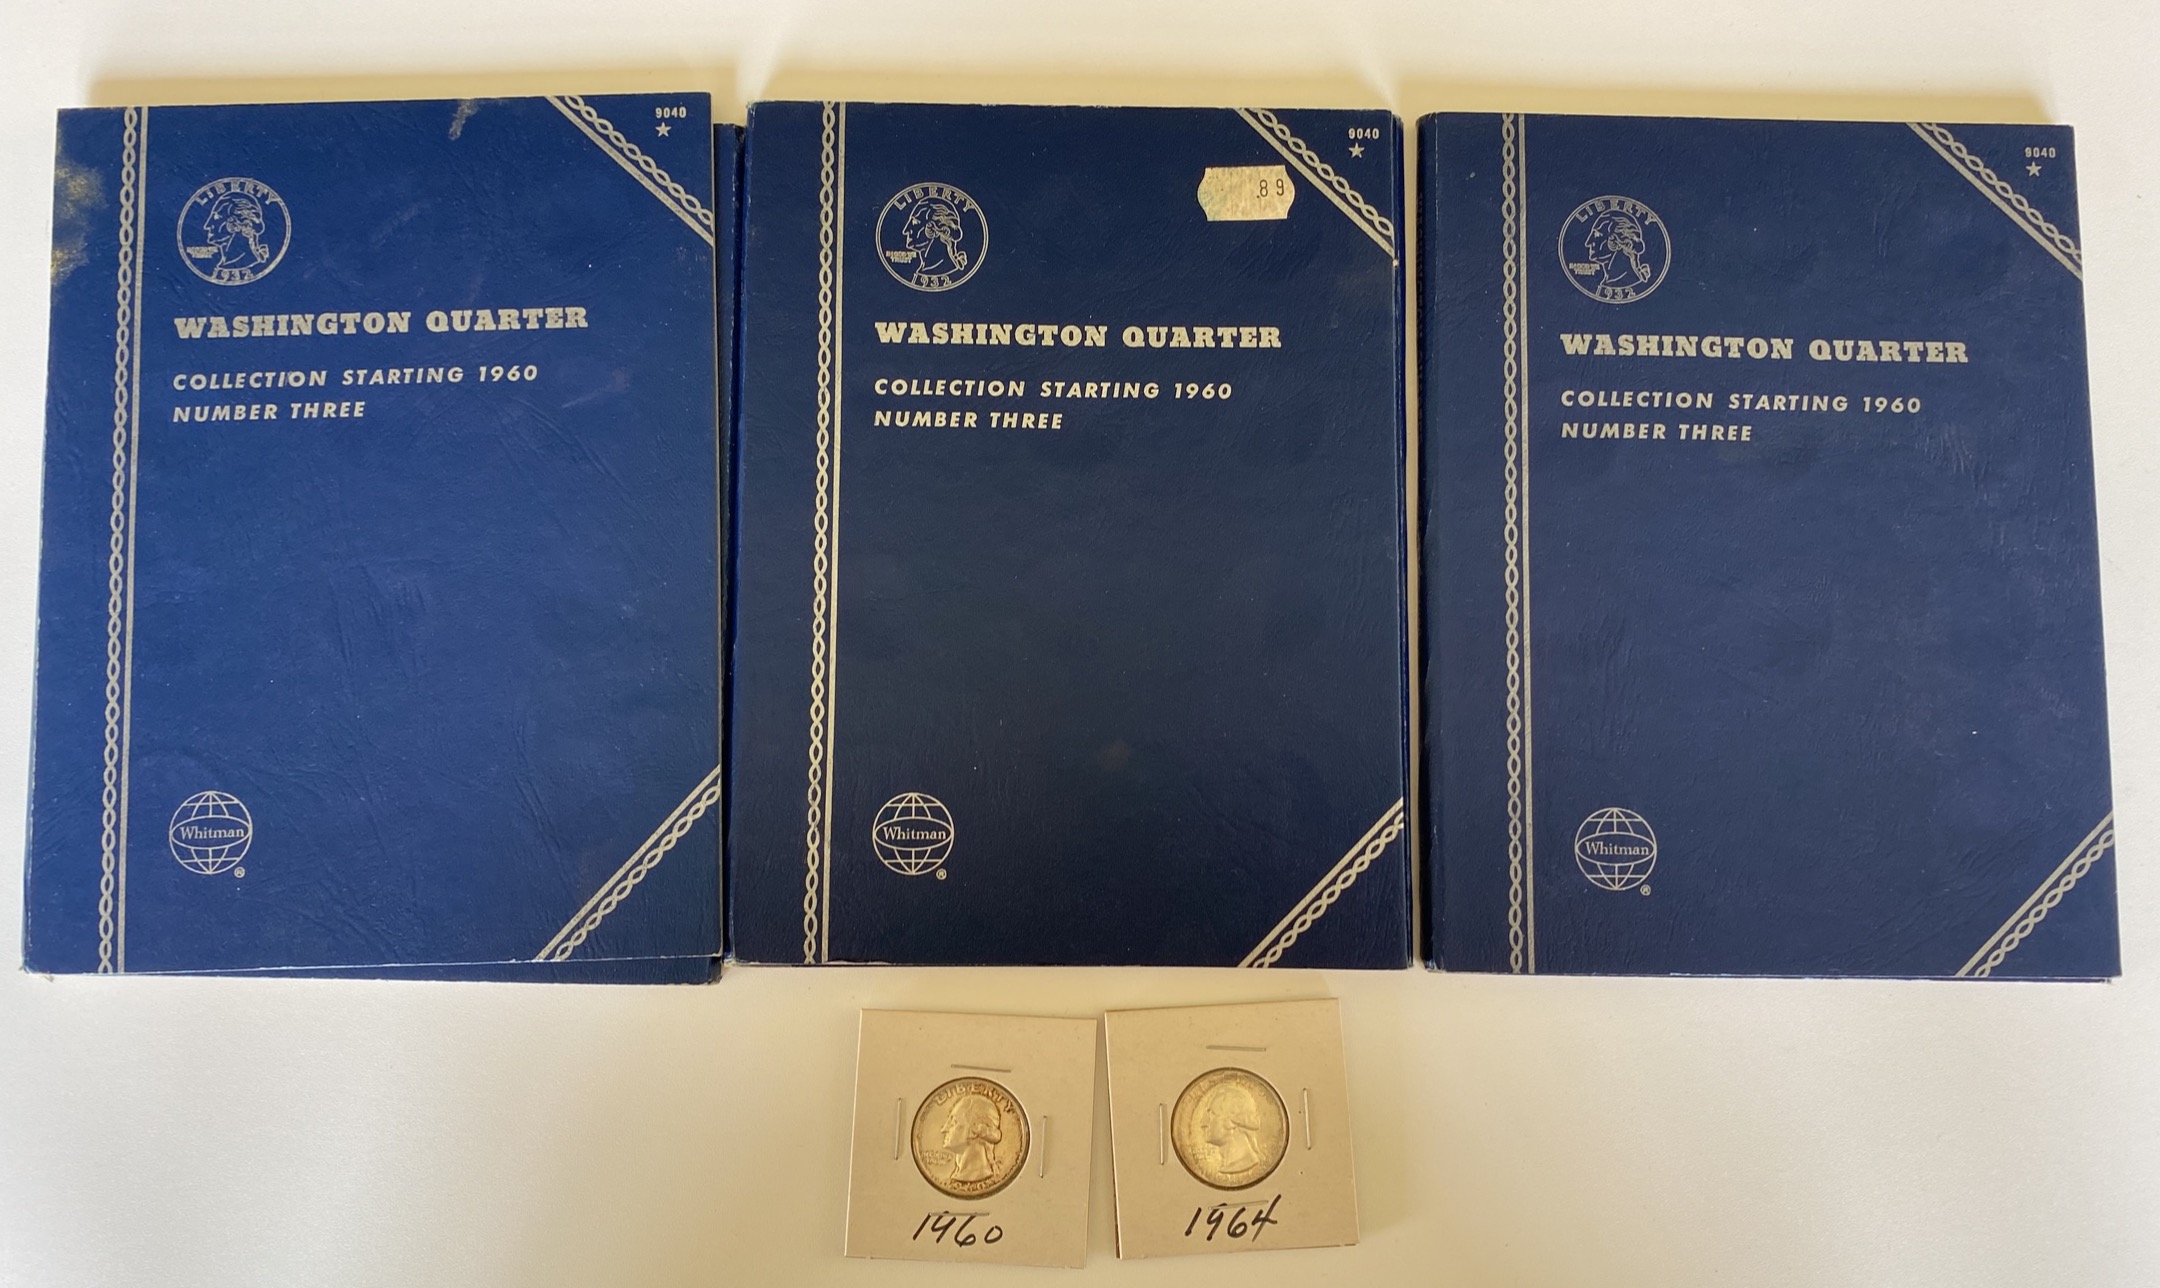 9040
LIBERTY
1932
WASHINGTON QUARTER
COLLECTION STARTING 1960
NUMBER THREE
Whitman
®
9040
.89
LIBERTY
1932
WASHINGTON QUARTER
COLLECTION STARTING 1960
NUMBER THREE
Whitman
®
9040
LIBERTY
1932
WASHINGTON QUARTER
COLLECTION STARTING 1960
NUMBER THREE
Whitman
®
LIBERTY
1960
1964